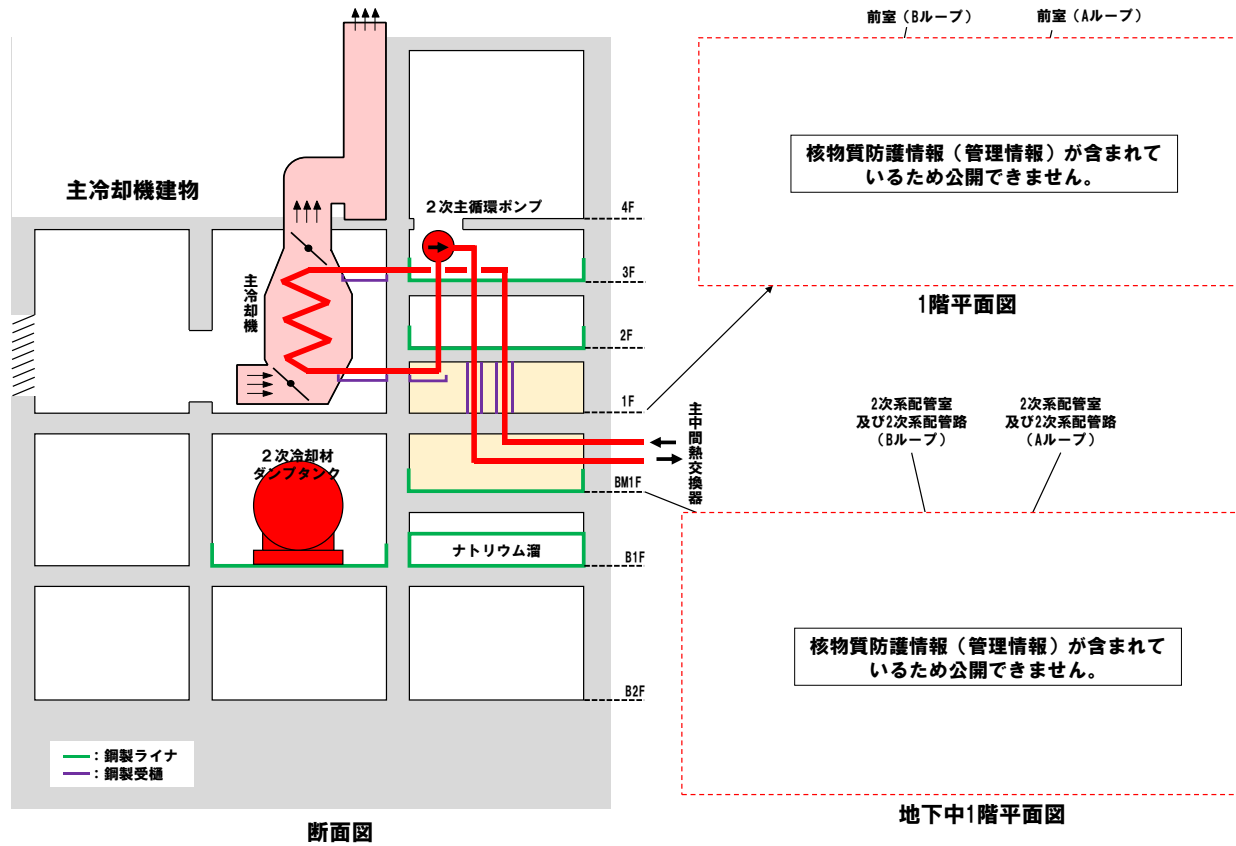 主冷却機建物
2次主循環ポンプ
主冷却機
2次冷却材
ダンプタンク
ナトリウム溜
4F
3F
2F
1F
BM1F
B1F
B2F
主中間熱交換器
:鋼製ライナ
:鋼製受樋
断面図
前室(Bループ)
前室(Aループ)
核物質防護情報(管理情報)が含まれて
いるため公開できません。
1階平面図
2次系配管室
及び2次系配管路
(Bループ)
2次系配管室
及び2次系配管路
(Aループ)
核物質防護情報(管理情報)が含まれて
いるため公開できません。
地下中1階平面図